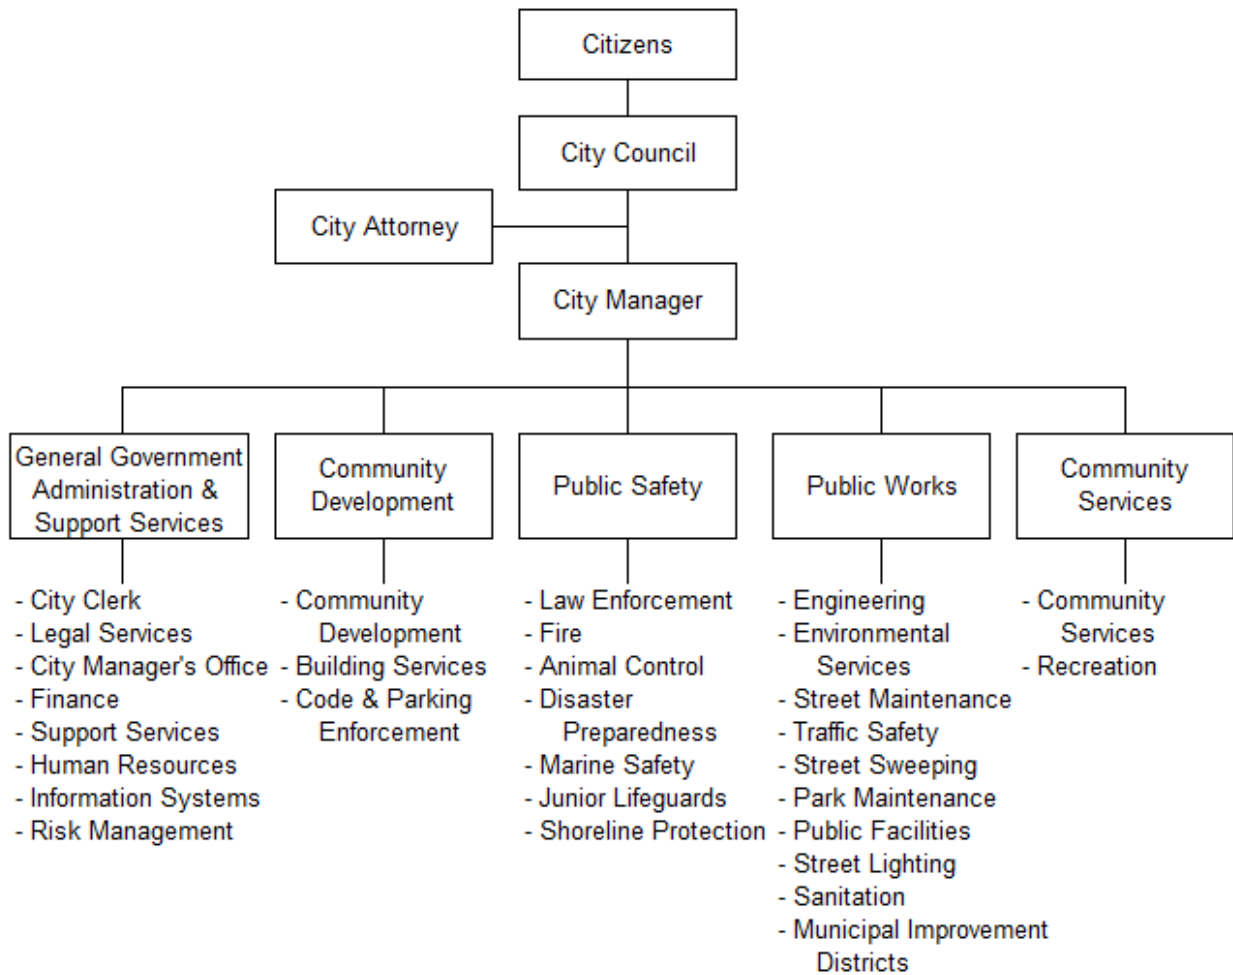 Citizens
City Council
City Attorney
City Manager
General Government
Administration &
Support Services
Community
Development
Public Safety
Public Works
Community
Services
- City Clerk
- Legal Services
- City Manager's Office
- Finance
- Support Services
- Human Resources
- Information Systems
- Risk Management
- Community
Development
- Building Services
- Code & Parking
Enforcement
- Law Enforcement
- Fire
- Animal Control
- Disaster
Preparedness
- Marine Safety
- Junior Lifeguards
- Shoreline Protection
- Engineering
- Environmental
Services
- Street Maintenance
- Traffic Safety
- Street Sweeping
- Park Maintenance
- Public Facilities
- Street Lighting
- Sanitation
- Municipal Improvement
Districts
- Community
Services
- Recreation